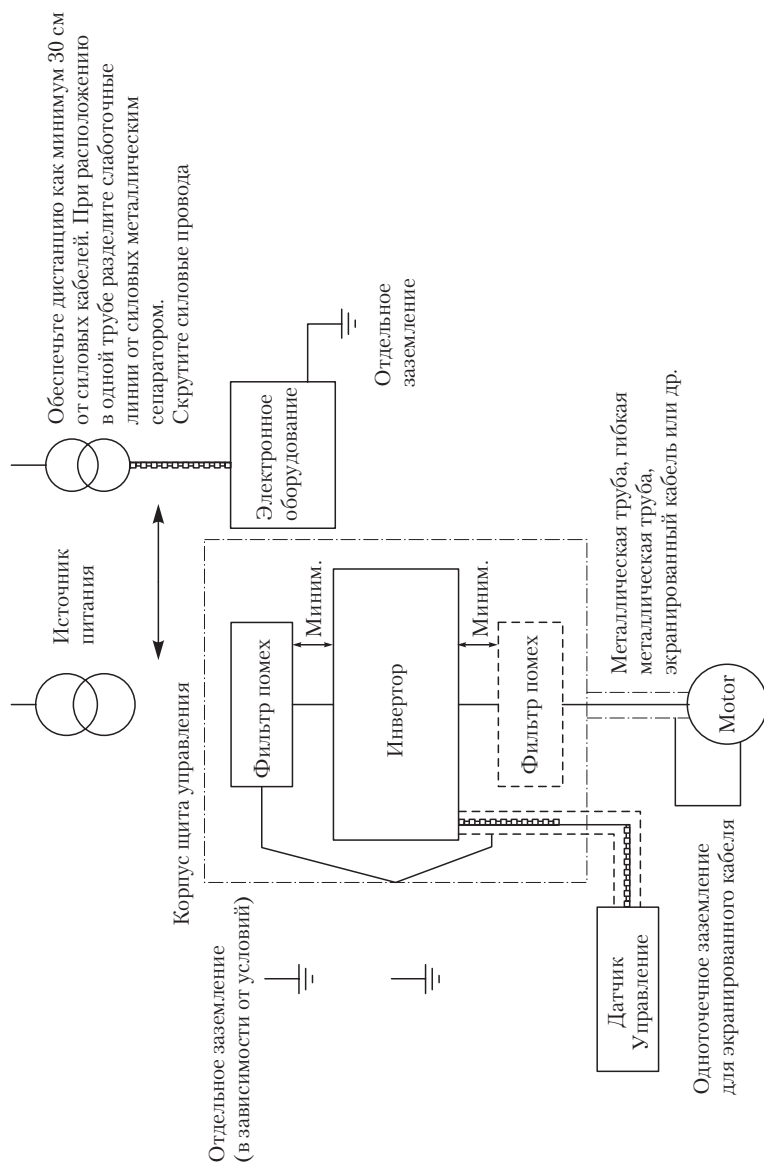 Обеспечьте дистанцию как минимум 30 см
от силовых кабелей. При расположению
в одной трубе разделите слаботочные
линии от силовых металлическим
сепаратором.
Скрутите силовые провода
Источник
питания
Электронное
оборудование
Отдельное
заземление
Корпус щита управления
Фильтр помех
Миним.
Инвертор
Миним.
Фильтр помех
Отдельное заземление
(в зависимости от условий)
Металлическая труба, гибкая
металлическая труба,
экранированный кабель или др.
Motor
Датчик
Управление
Одноточечное заземление
для экранированного кабеля